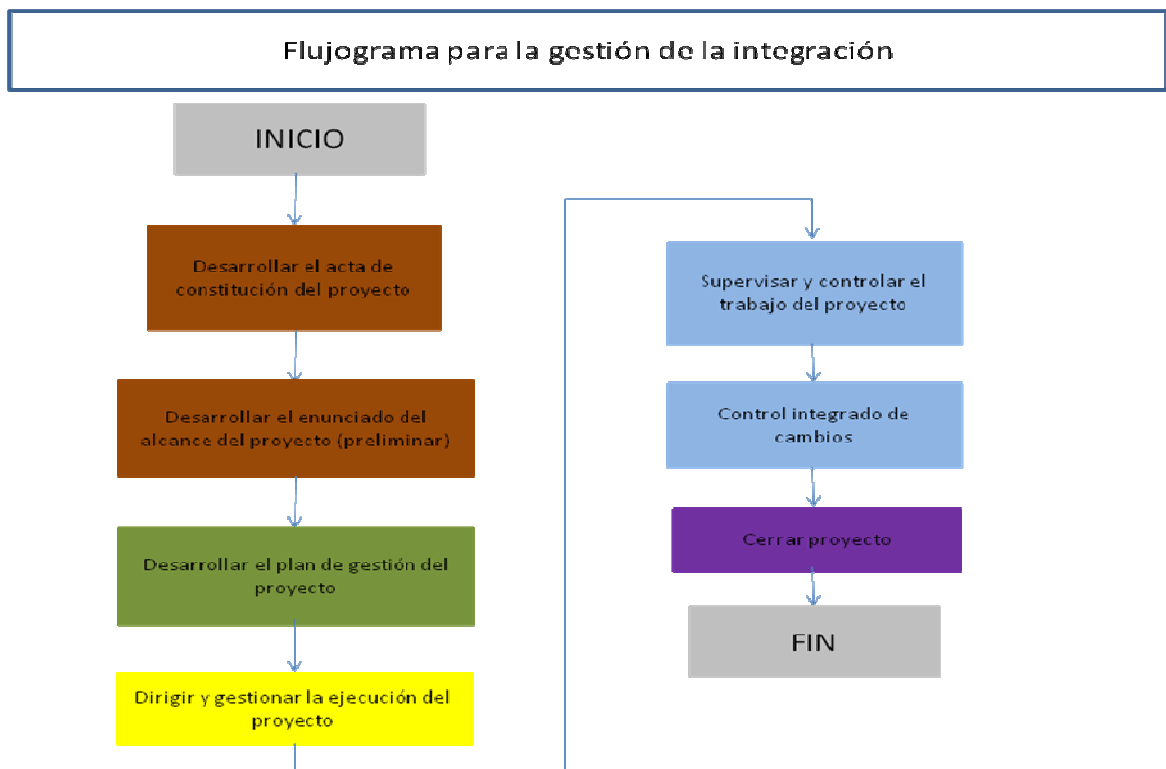 Flujograma para la gestión de la integración
INICIO
Desarrollar el acta de
constitución del proyecto
Desarrollar el enunciado del
alcance del proyecto (preliminar)
Desarrollar el plan de gestión del
proyecto
Dirigir y gestionar la ejecución del
proyecto
Supervisar y controlar el
trabajo del proyecto
Control integrado de
cambios
Cerrar proyecto
FIN